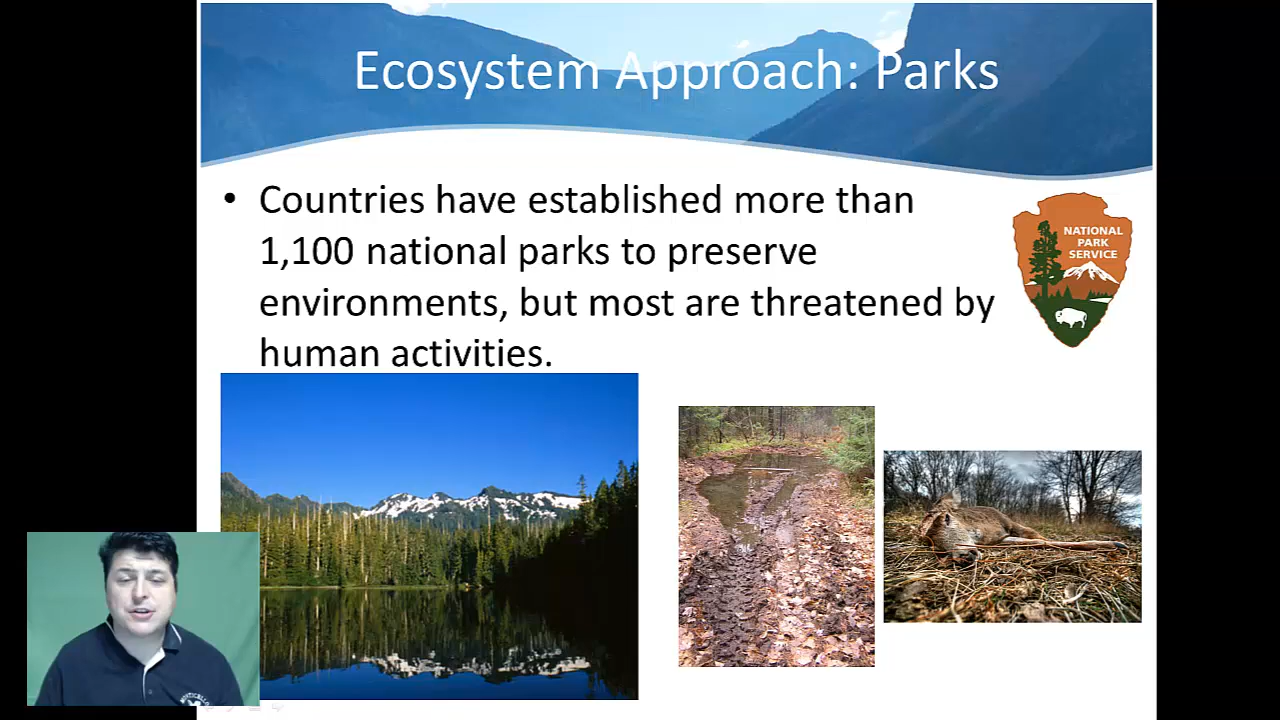 Ecosystem Approach: Parks
• Countries have established more than
1,100 national parks to preserve
environments, but most are threatened by
human activities.
NATIONAL
PARK
SERVICE
MONTICELLO